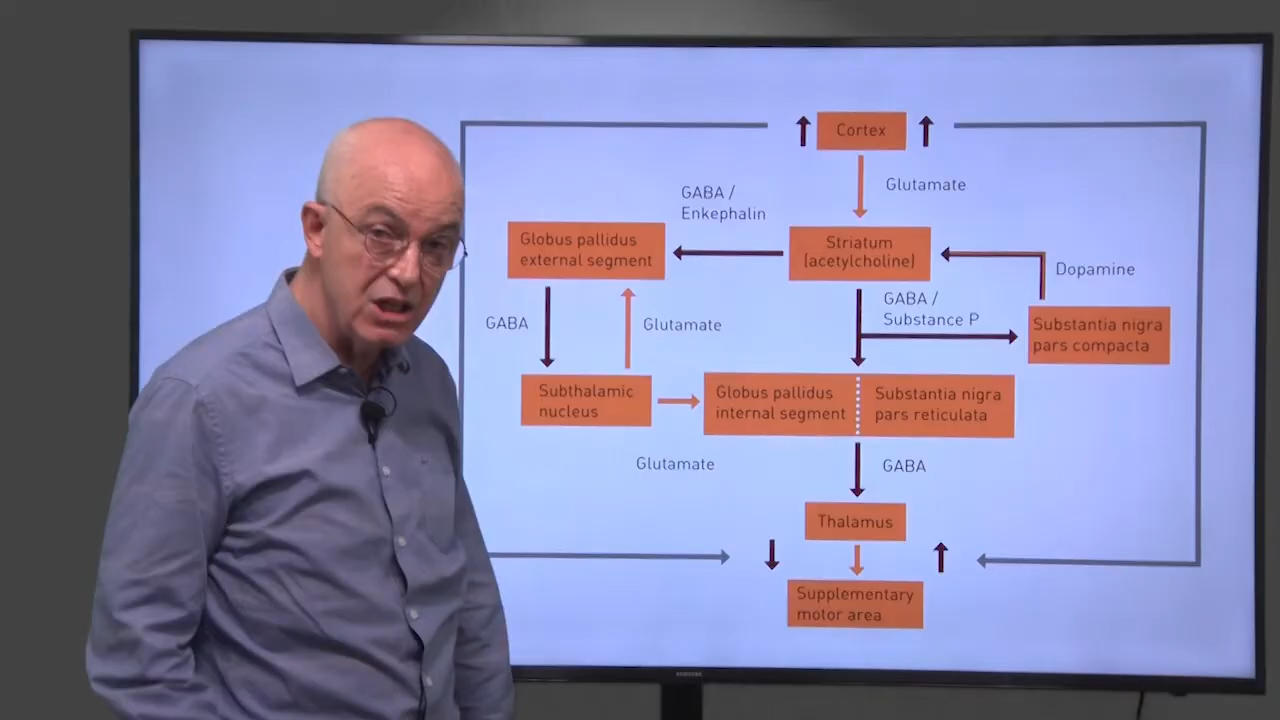 Cortex
Glutamate
GABA /
Enkephalin
Globus pallidus
external segment
Striatum
(acetylcholine)
Dopamine
GABA /
Substance P
GABA
Glutamate
Substantia nigra
pars compacta
Subthalamic
nucleus
Globus pallidus
internal segment
Substantia nigra
pars reticulata
Glutamate
GABA
Thalamus
Supplementary
motor area
SAMSUNG